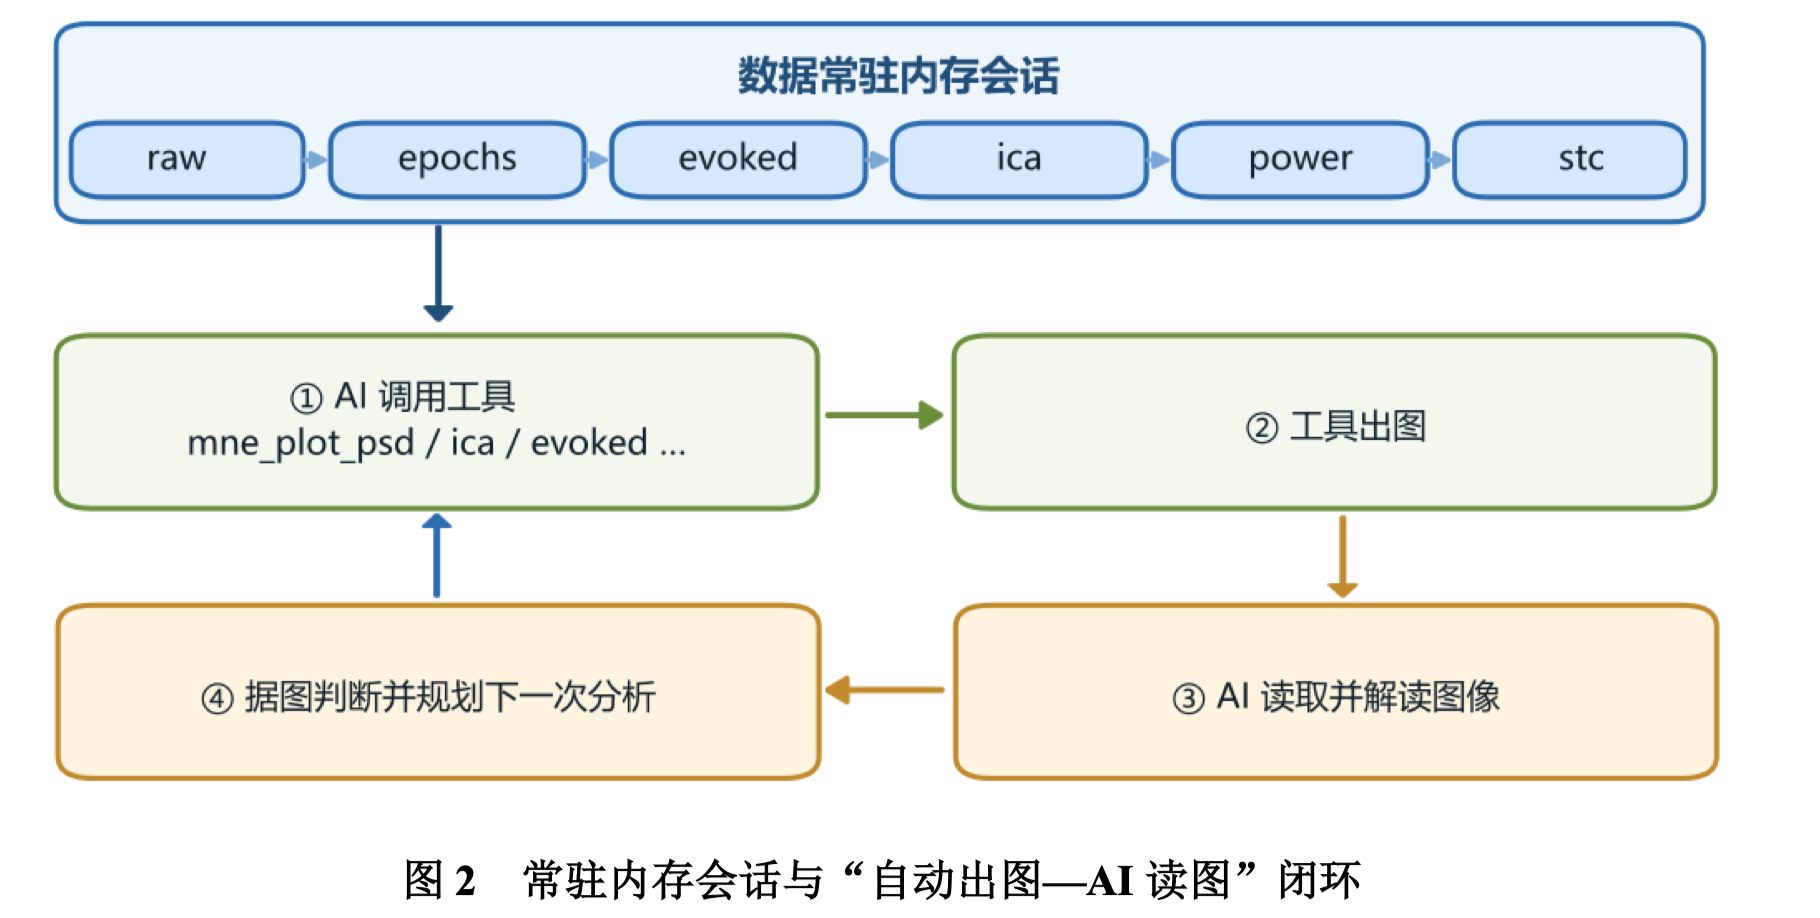 数据常驻内存会话
raw
epochs
evoked
ica
power
stc
① AI 调用工具
mne_plot_psd / ica / evoked ...
② 工具出图
④ 据图判断并规划下一次分析
③ AI 读取并解读图像
图 2　常驻内存会话与“自动出图—AI 读图”闭环